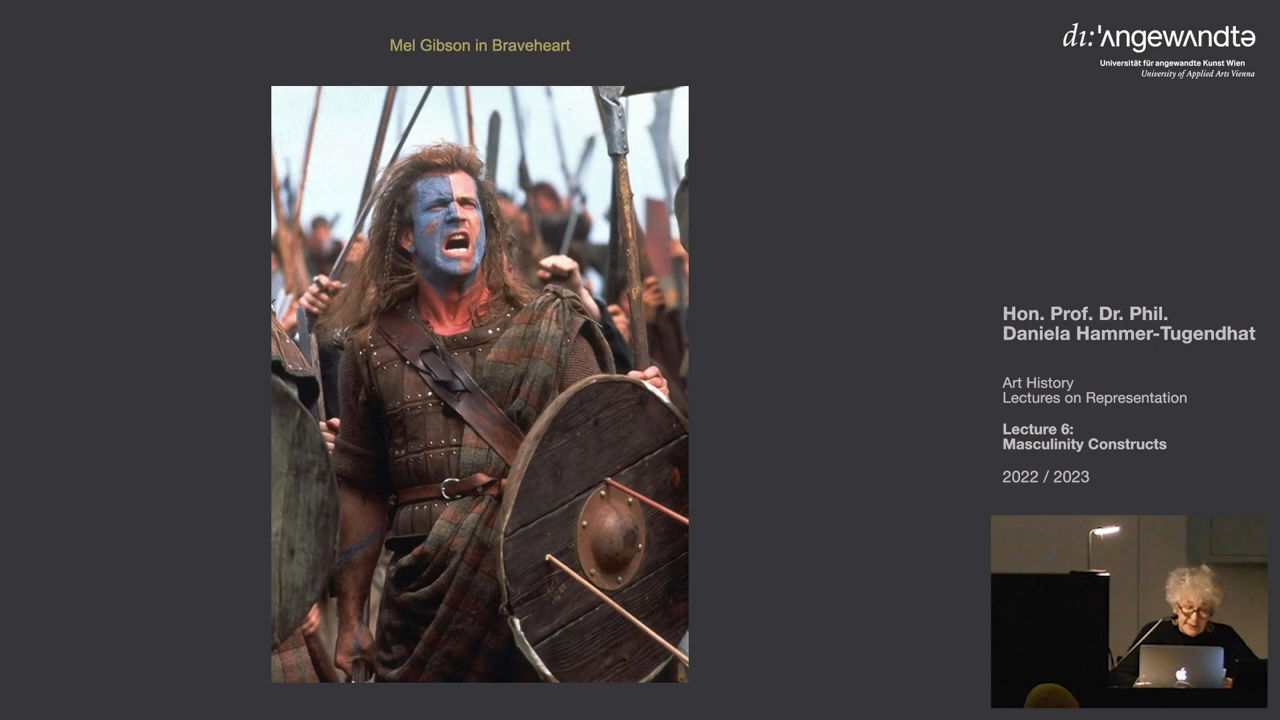 Mel Gibson in Braveheart
dı:'ʌngewʌndtə
Universität für angewandte Kunst Wien
University of Applied Arts Vienna
Hon. Prof. Dr. Phil.
Daniela Hammer-Tugendhat
Art History
Lectures on Representation
Lecture 6:
Masculinity Constructs
2022 / 2023